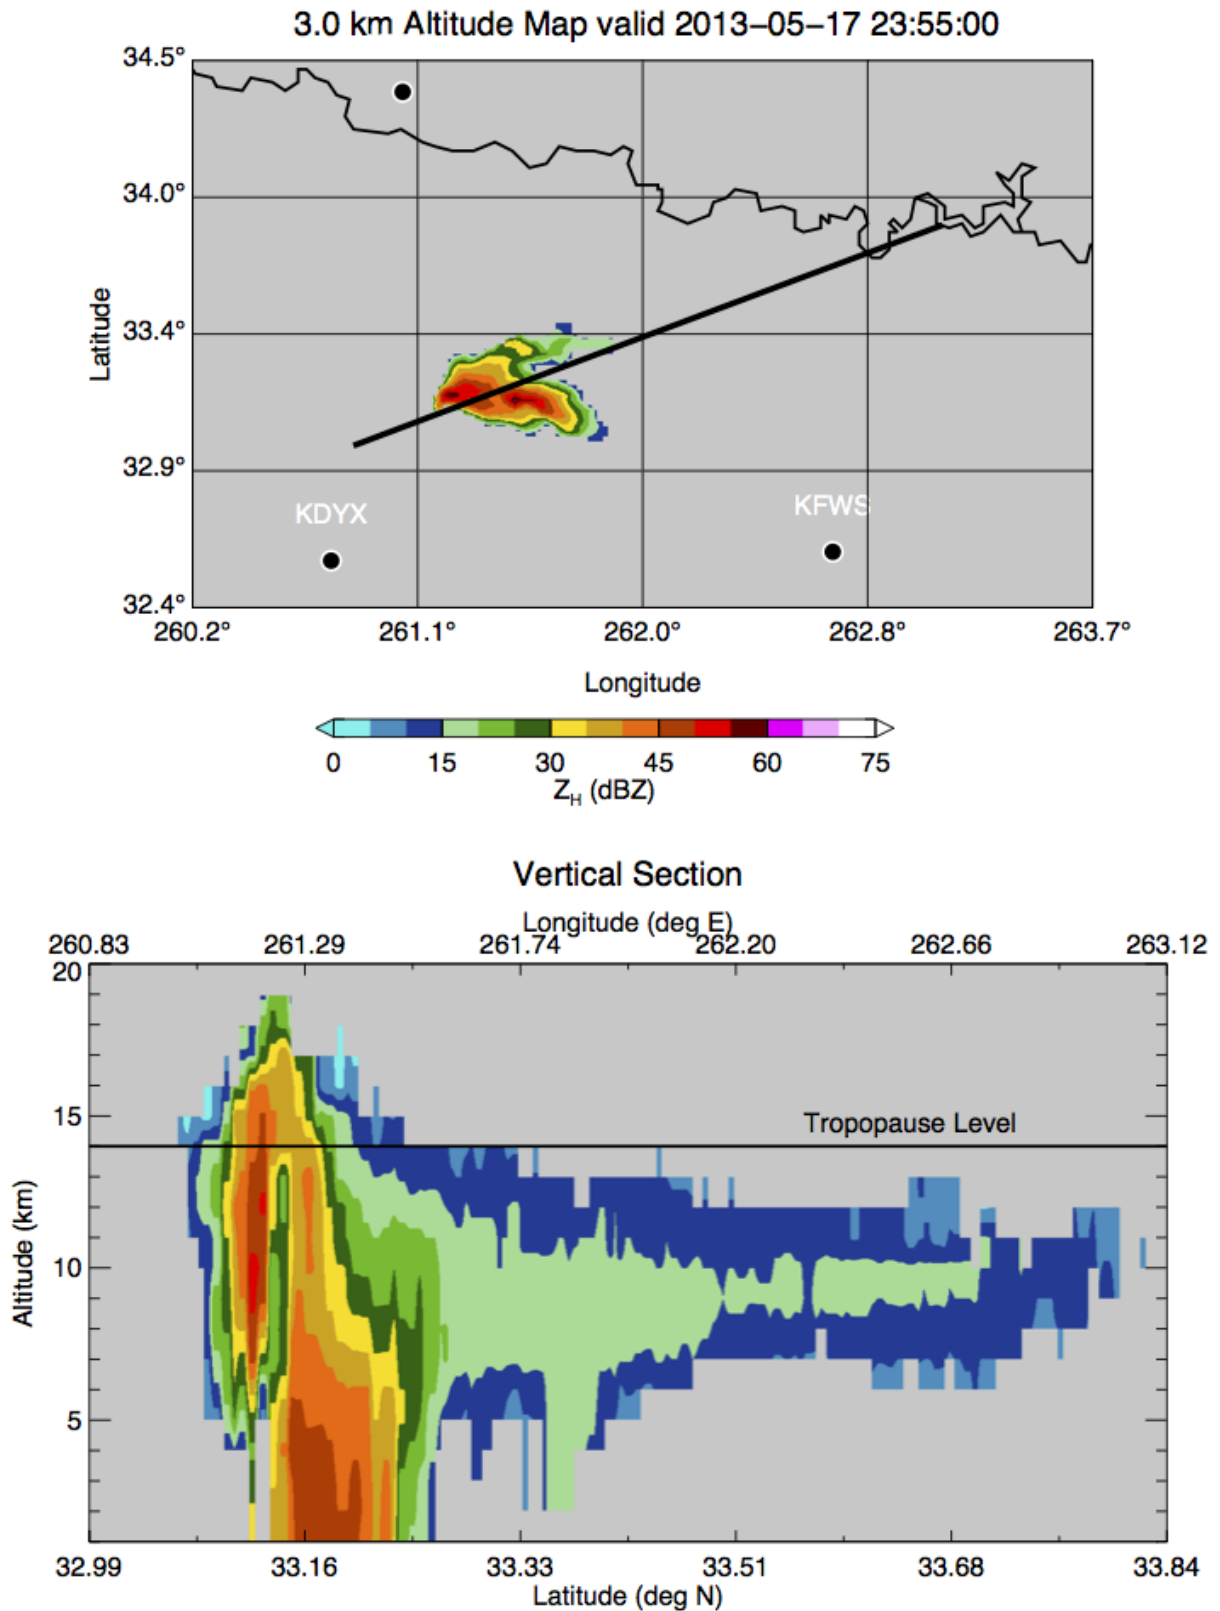 3.0 km Altitude Map valid 2013−05−17 23:55:00
34.5°
34.0°
33.4°
32.9°
32.4°
Latitude
KDYX
KFWS
260.2° 261.1° 262.0° 262.8° 263.7°
Longitude
0 15 30 45 60 75
Z_H (dBZ)
Vertical Section
Longitude (deg E)
260.83 261.29 261.74 262.20 262.66 263.12
20
15
10
5
Altitude (km)
Tropopause Level
32.99 33.16 33.33 33.51 33.68 33.84
Latitude (deg N)